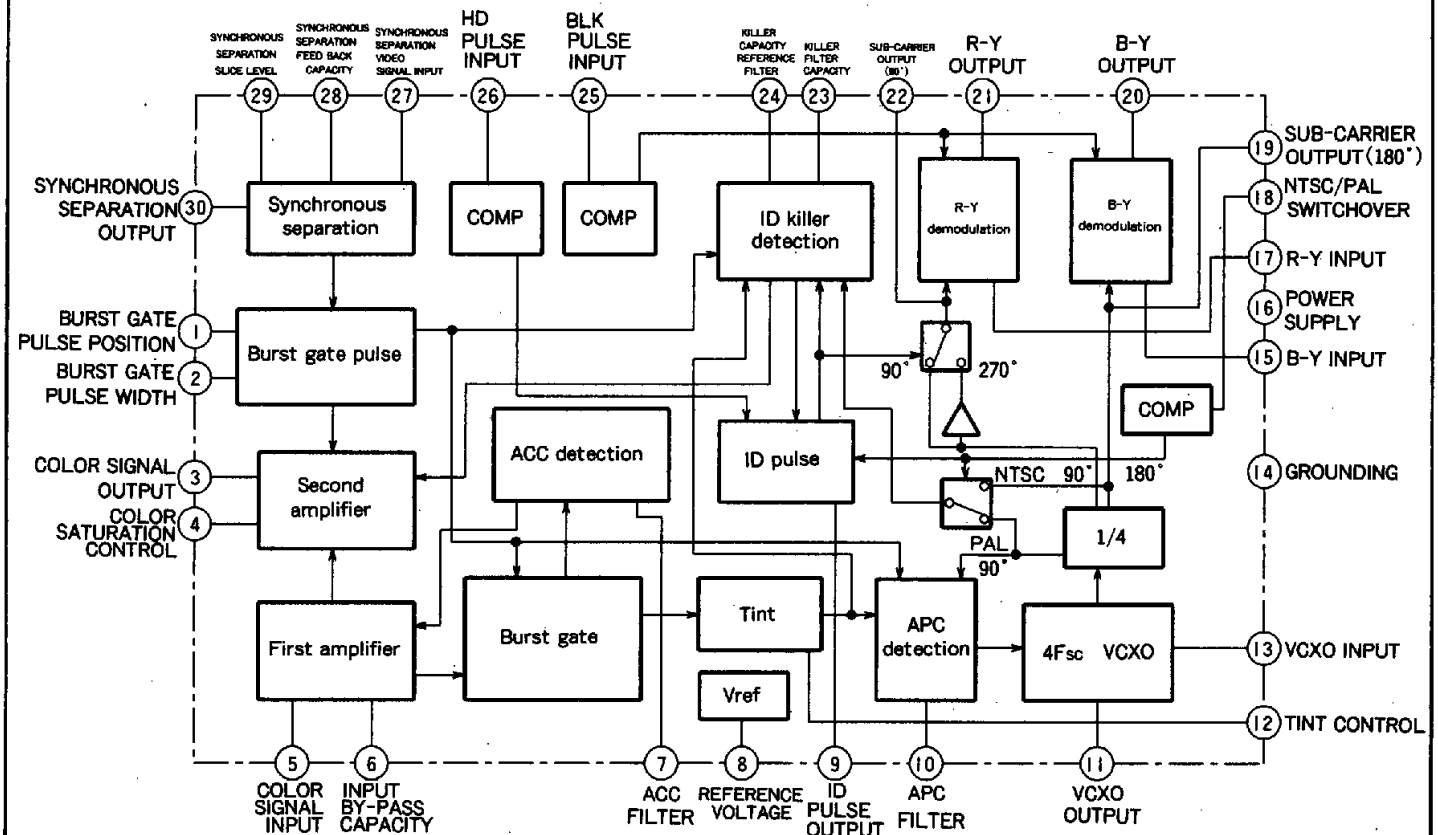 SYNCHRONOUS
SEPARATION
SLICE LEVEL
SYNCHRONOUS
SEPARATION
FEED BACK
CAPACITY
SYNCHRONOUS
SEPARATION
VIDEO
SIGNAL INPUT
HD
PULSE
INPUT
BLK
PULSE
INPUT
KILLER
CAPACITY
REFERENCE
FILTER
KILLER
FILTER
CAPACITY
SUB-CARRIER
OUTPUT
(90°)
R-Y
OUTPUT
B-Y
OUTPUT
29
28
27
26
25
24
23
22
21
20
19
SUB-CARRIER
OUTPUT (180°)
18
NTSC/PAL
SWITCHOVER
17
R-Y INPUT
16
POWER
SUPPLY
15
B-Y INPUT
14
GROUNDING
13
VCXO INPUT
12
TINT CONTROL
SYNCHRONOUS
SEPARATION
OUTPUT
30
BURST GATE
PULSE POSITION
1
BURST GATE
PULSE WIDTH
2
COLOR SIGNAL
OUTPUT
3
COLOR
SATURATION
CONTROL
4
Synchronous
separation
COMP
COMP
ID killer
detection
R-Y
demodulation
B-Y
demodulation
Burst gate pulse
90°
270°
COMP
ACC detection
ID pulse
Second
amplifier
NTSC 90°
180°
PAL
90°
1/4
First amplifier
Burst gate
Tint
APC
detection
4Fsc VCXO
Vref
5
6
7
8
9
10
11
COLOR
SIGNAL
INPUT
INPUT
BY-PASS
CAPACITY
ACC
FILTER
REFERENCE
VOLTAGE
ID
PULSE
OUTPUT
APC
FILTER
VCXO
OUTPUT